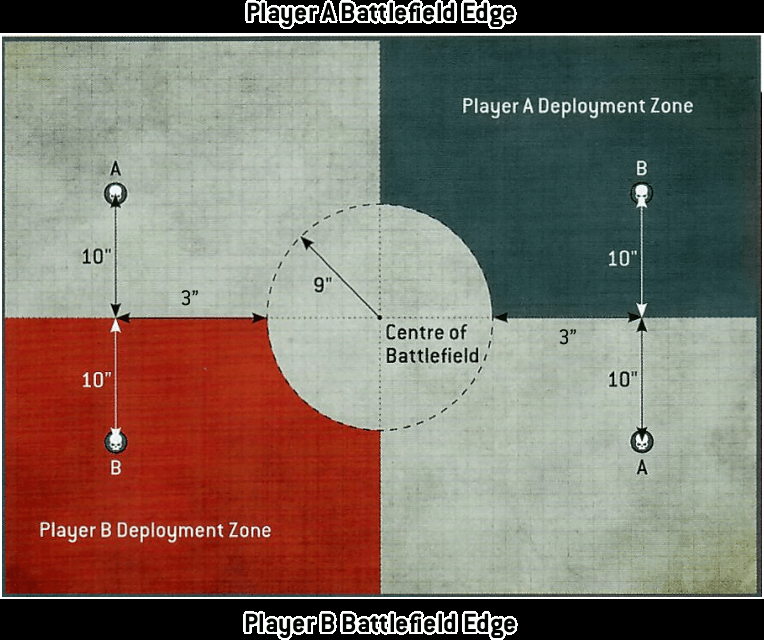 Player A Battlefield Edge
Player A Deployment Zone
A
B
10"
10"
9"
3"
3"
Centre of
Battlefield
10"
10"
B
A
Player B Deployment Zone
Player B Battlefield Edge